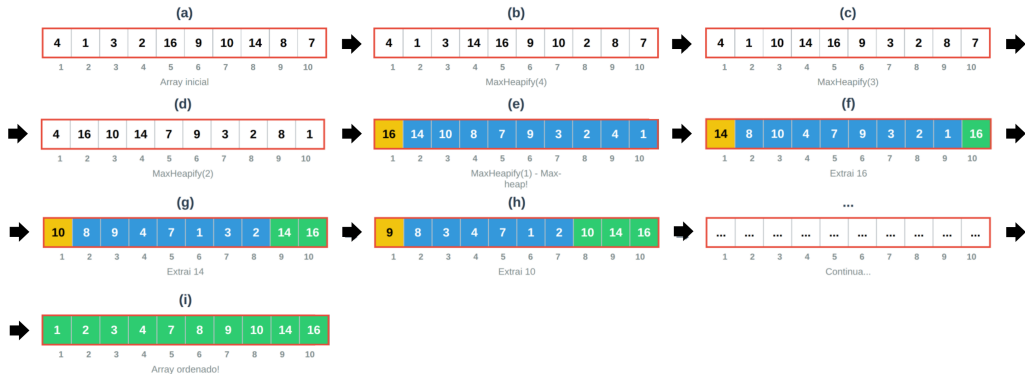 (a)
4 1 3 2 16 9 10 14 8 7
1 2 3 4 5 6 7 8 9 10
Array inicial
(b)
4 1 3 14 16 9 10 2 8 7
1 2 3 4 5 6 7 8 9 10
MaxHeapify(4)
(c)
4 1 10 14 16 9 3 2 8 7
1 2 3 4 5 6 7 8 9 10
MaxHeapify(3)
(d)
4 16 10 14 7 9 3 2 8 1
1 2 3 4 5 6 7 8 9 10
MaxHeapify(2)
(e)
16 14 10 8 7 9 3 2 4 1
1 2 3 4 5 6 7 8 9 10
MaxHeapify(1) - Max-
heap!
(f)
14 8 10 4 7 9 3 2 1 16
1 2 3 4 5 6 7 8 9 10
Extrai 16
(g)
10 8 9 4 7 1 3 2 14 16
1 2 3 4 5 6 7 8 9 10
Extrai 14
(h)
9 8 3 4 7 1 2 10 14 16
1 2 3 4 5 6 7 8 9 10
Extrai 10
...
... ... ... ... ... ... ... ... ... ...
1 2 3 4 5 6 7 8 9 10
Continua...
(i)
1 2 3 4 7 8 9 10 14 16
1 2 3 4 5 6 7 8 9 10
Array ordenado!